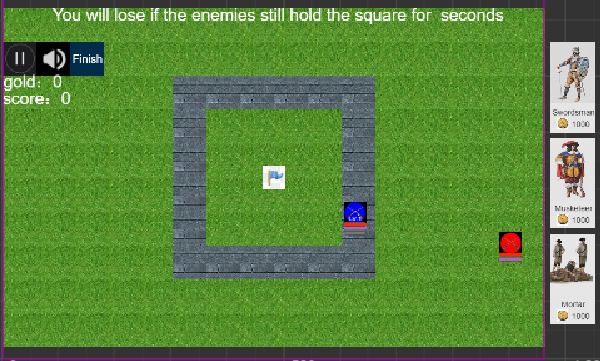 You will lose if the enemies still hold the square for  seconds
Finish
gold: 0
score: 0
Swordsman
1000
Musketeer
1000
Mortar
1000